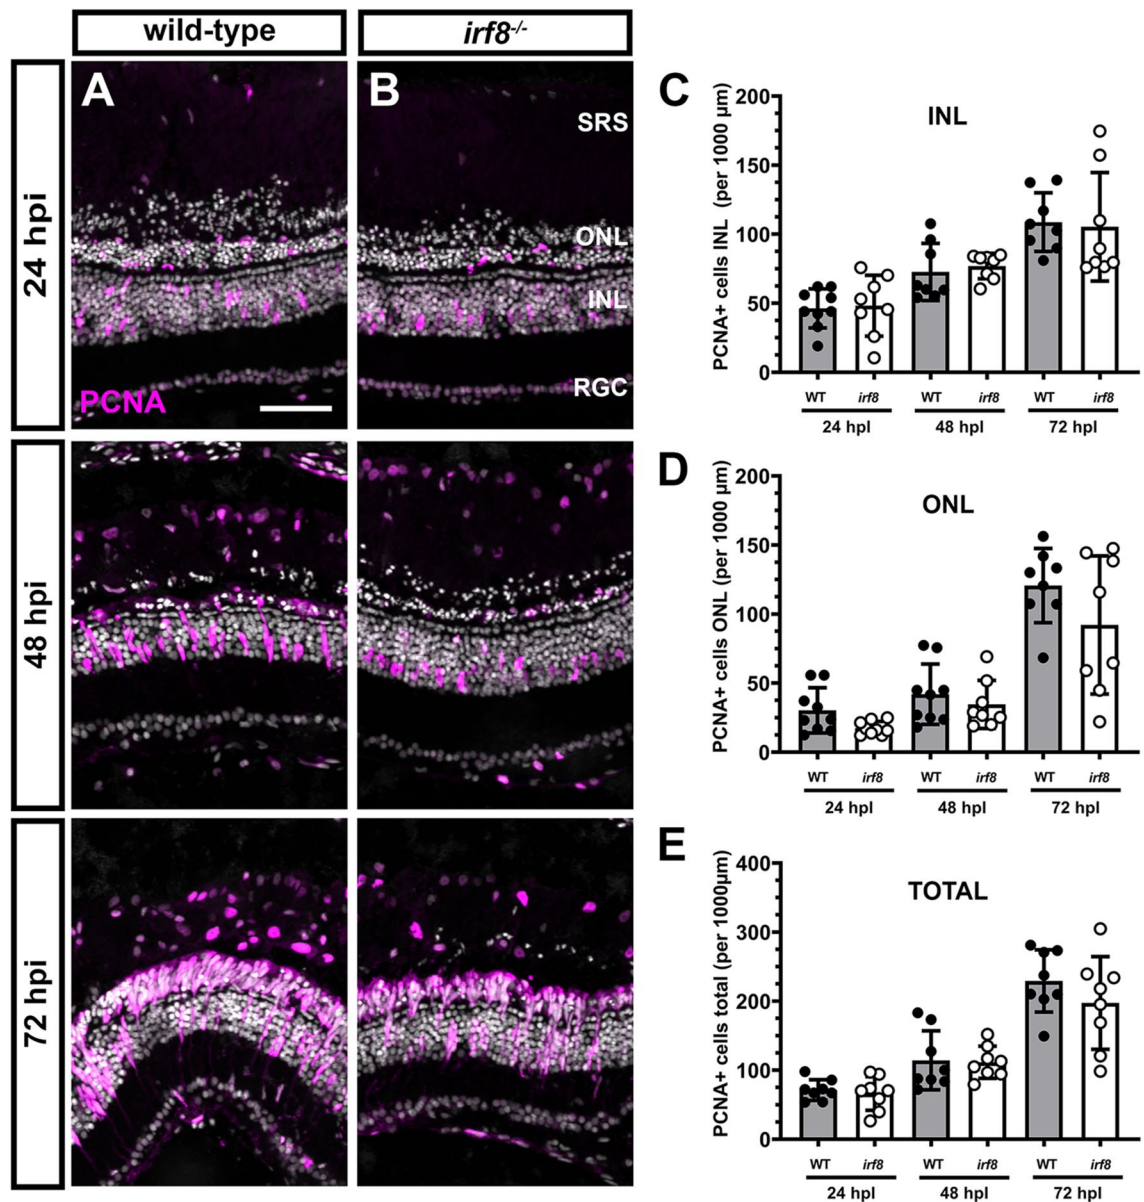 wild-type
irf8-/-
24 hpi
A
PCNA
B
SRS
ONL
INL
RGC
48 hpi
72 hpi
C
INL
PCNA+ cells INL (per 1000 µm)
200
150
100
50
0
WT irf8 WT irf8 WT irf8
24 hpl 48 hpl 72 hpl
D
ONL
PCNA+ cells ONL (per 1000 µm)
200
150
100
50
0
WT irf8 WT irf8 WT irf8
24 hpl 48 hpl 72 hpl
E
TOTAL
PCNA+ cells total (per 1000µm)
400
300
200
100
0
WT irf8 WT irf8 WT irf8
24 hpl 48 hpl 72 hpl